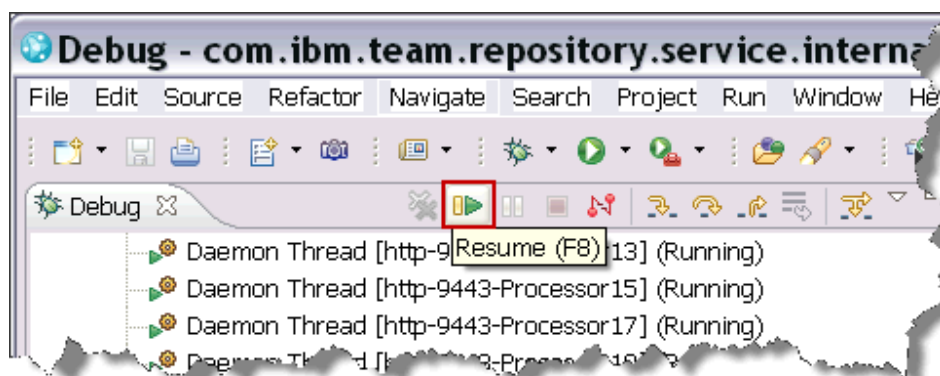 Debug - com.ibm.team.repository.service.interna
File Edit Source Refactor Navigate Search Project Run Window He
Debug
Resume (F8)
Daemon Thread [http-9 13] (Running)
Daemon Thread [http-9443-Processor15] (Running)
Daemon Thread [http-9443-Processor17] (Running)